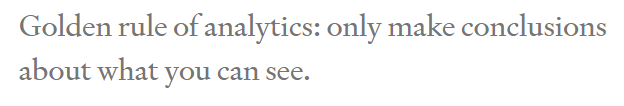 Golden rule of analytics: only make conclusions
about what you can see.